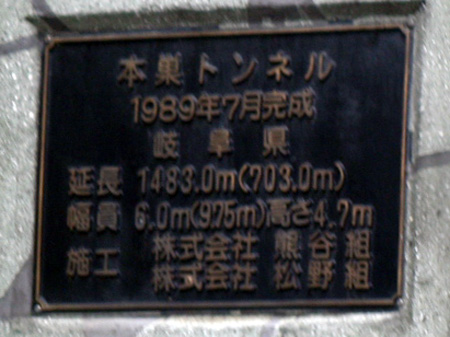 本巣トンネル
1989年7月完成
岐阜県
延長 1483.0m(703.0m)
幅員 6.0m(9.75m)高さ4.7m
施工 株式会社 熊谷組
株式会社 松野組